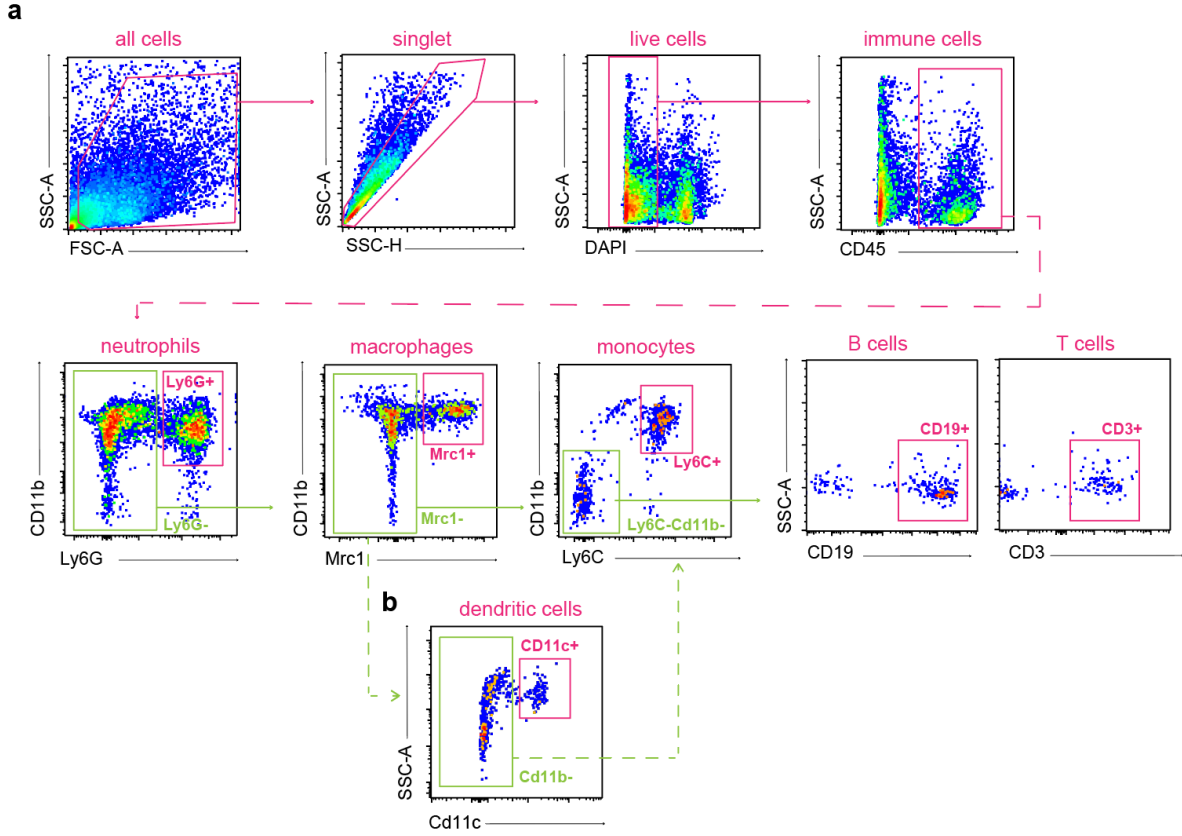 a
all cells
singlet
live cells
immune cells
SSC-A
SSC-A
SSC-A
SSC-A
FSC-A
SSC-H
DAPI
CD45
neutrophils
macrophages
monocytes
B cells
T cells
Ly6G+
Ly6G-
CD11b
Ly6G
Mrc1+
Mrc1-
CD11b
Mrc1
Ly6C+
Ly6C-Cd11b-
CD11b
Ly6C
CD19+
SSC-A
CD19
CD3+
CD3
b
dendritic cells
CD11c+
Cd11b-
SSC-A
Cd11c